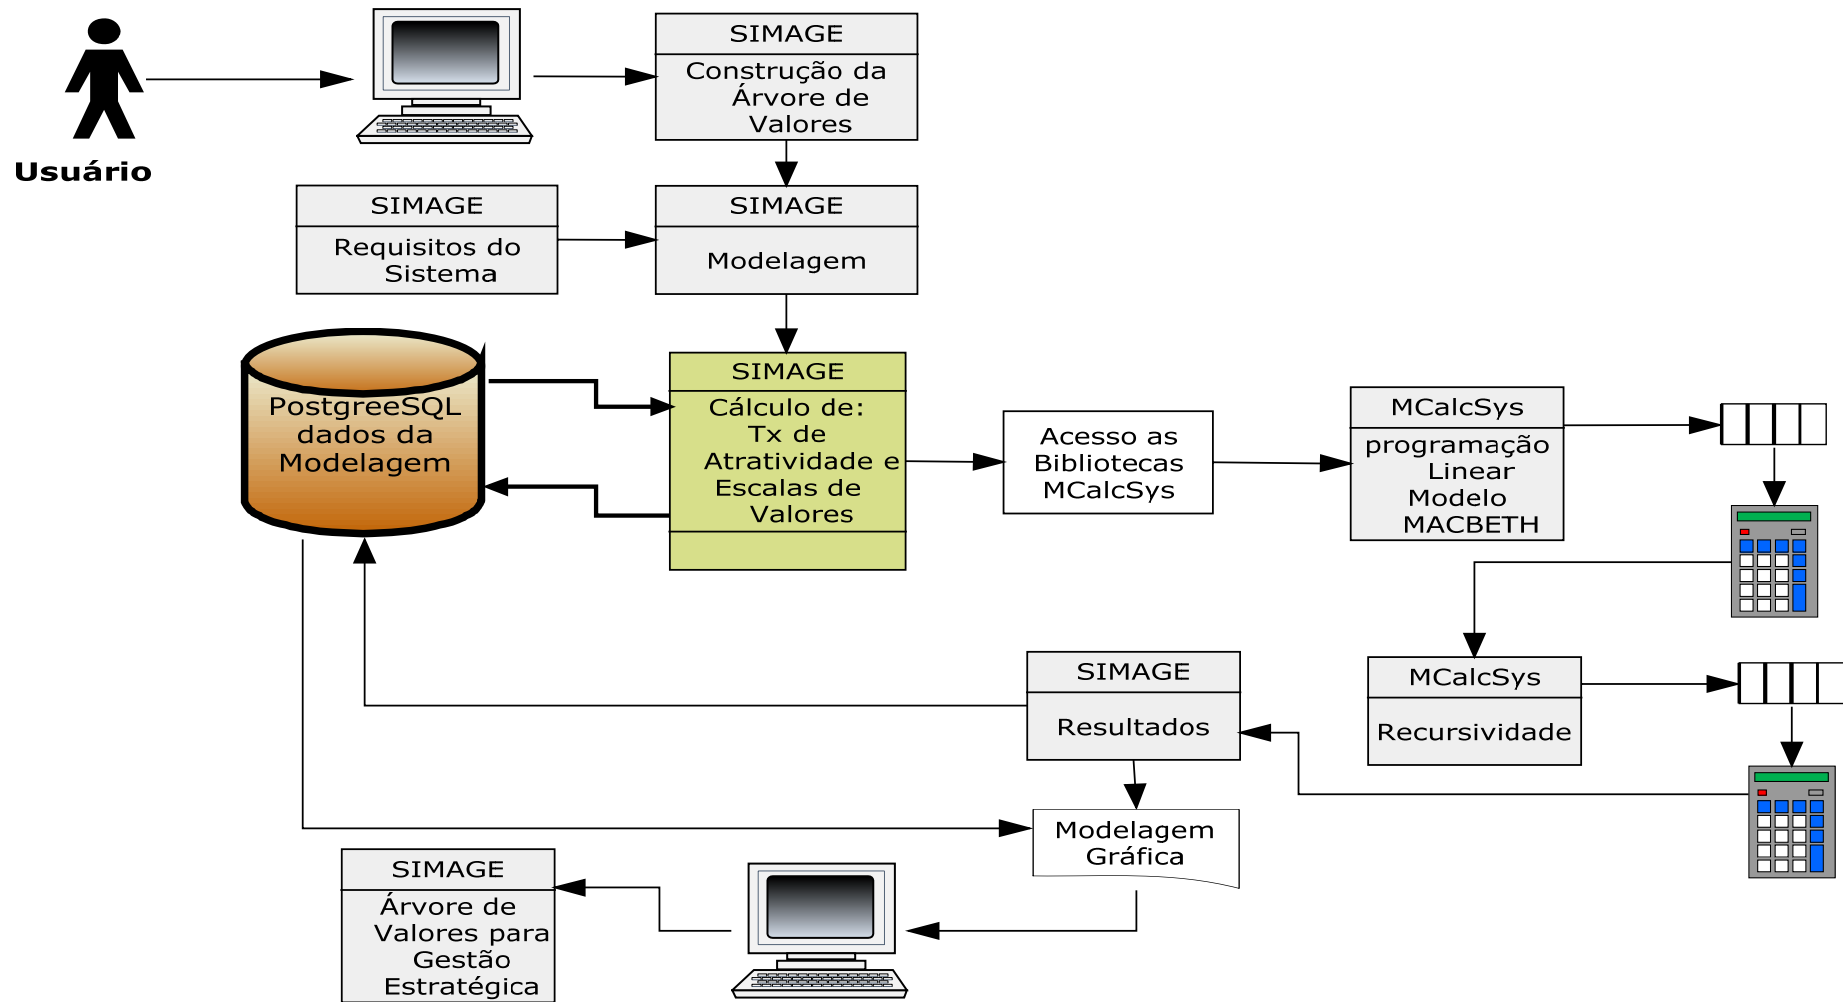 SIMAGE
Construção da
Árvore de
Valores
Usuário
SIMAGE
Requisitos do
Sistema
SIMAGE
Modelagem
PostgreeSQL
dados da
Modelagem
SIMAGE
Cálculo de:
Tx de
Atratividade e
Escalas de
Valores
Acesso as
Bibliotecas
MCalcSys
MCalcSys
programação
Linear
Modelo
MACBETH
MCalcSys
Recursividade
SIMAGE
Resultados
Modelagem
Gráfica
SIMAGE
Árvore de
Valores para
Gestão
Estratégica